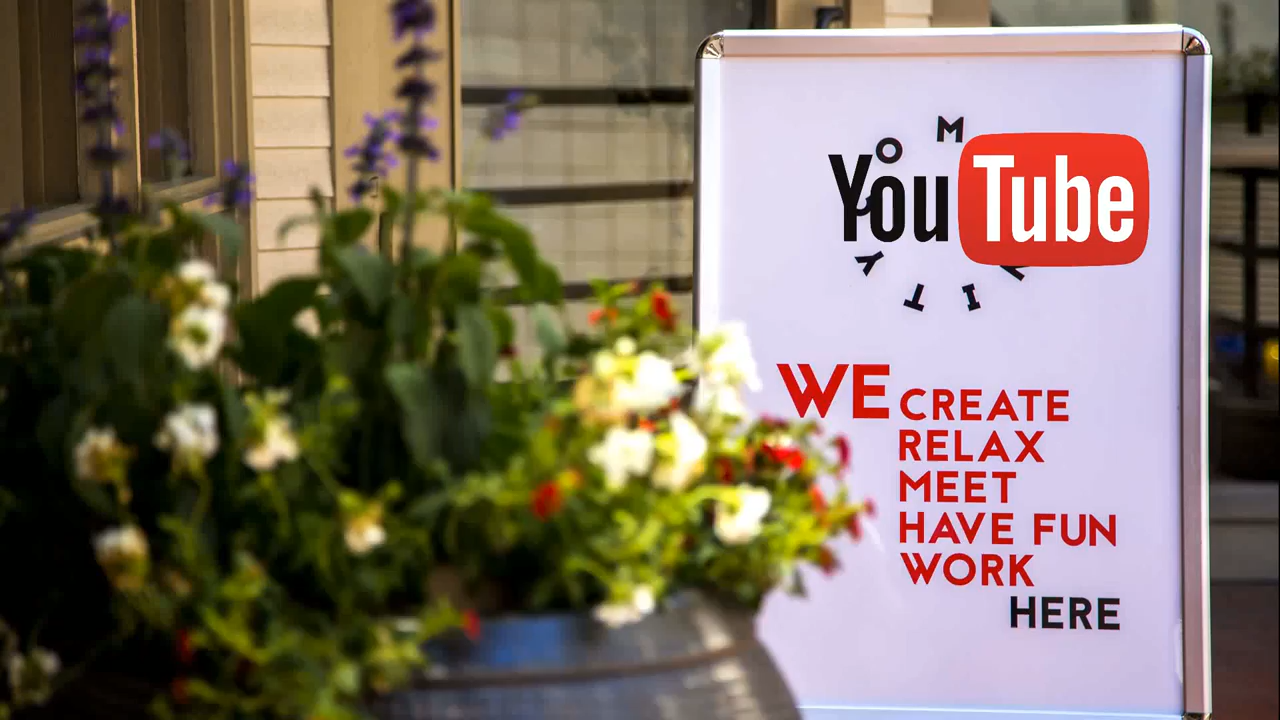 YouTube
O M
Y T I
WE CREATE
RELAX
MEET
HAVE FUN
WORK
HERE